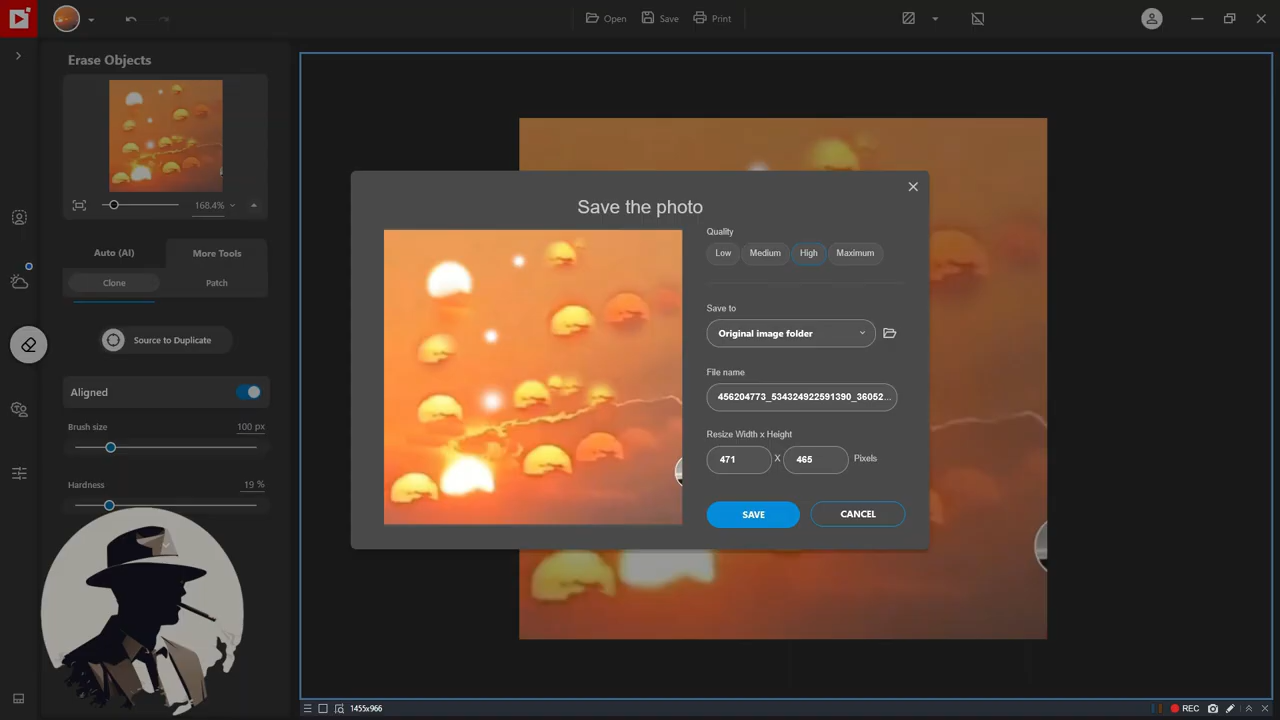 Open
Save
Print
Erase Objects
168.4%
Auto (AI)
More Tools
Clone
Patch
Source to Duplicate
Aligned
Brush size
100 px
Hardness
19 %
Save the photo
Quality
Low
Medium
High
Maximum
Save to
Original image folder
File name
456204773_534324922591390_36052...
Resize Width x Height
471
X
465
Pixels
SAVE
CANCEL
1455x966
REC